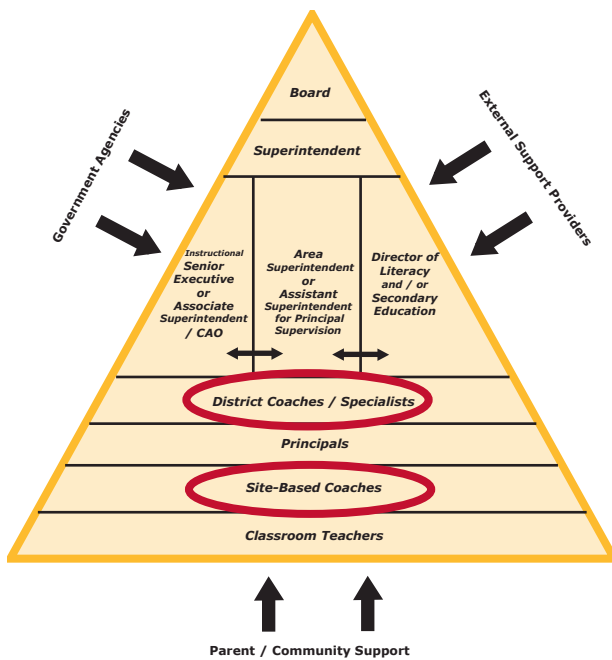 Board
Superintendent
Government Agencies
External Support Providers
Instructional
Senior
Executive
or
Associate
Superintendent
/ CAO
Area
Superintendent
or
Assistant
Superintendent
for Principal
Supervision
Director of
Literacy
and / or
Secondary
Education
District Coaches / Specialists
Principals
Site-Based Coaches
Classroom Teachers
Parent / Community Support